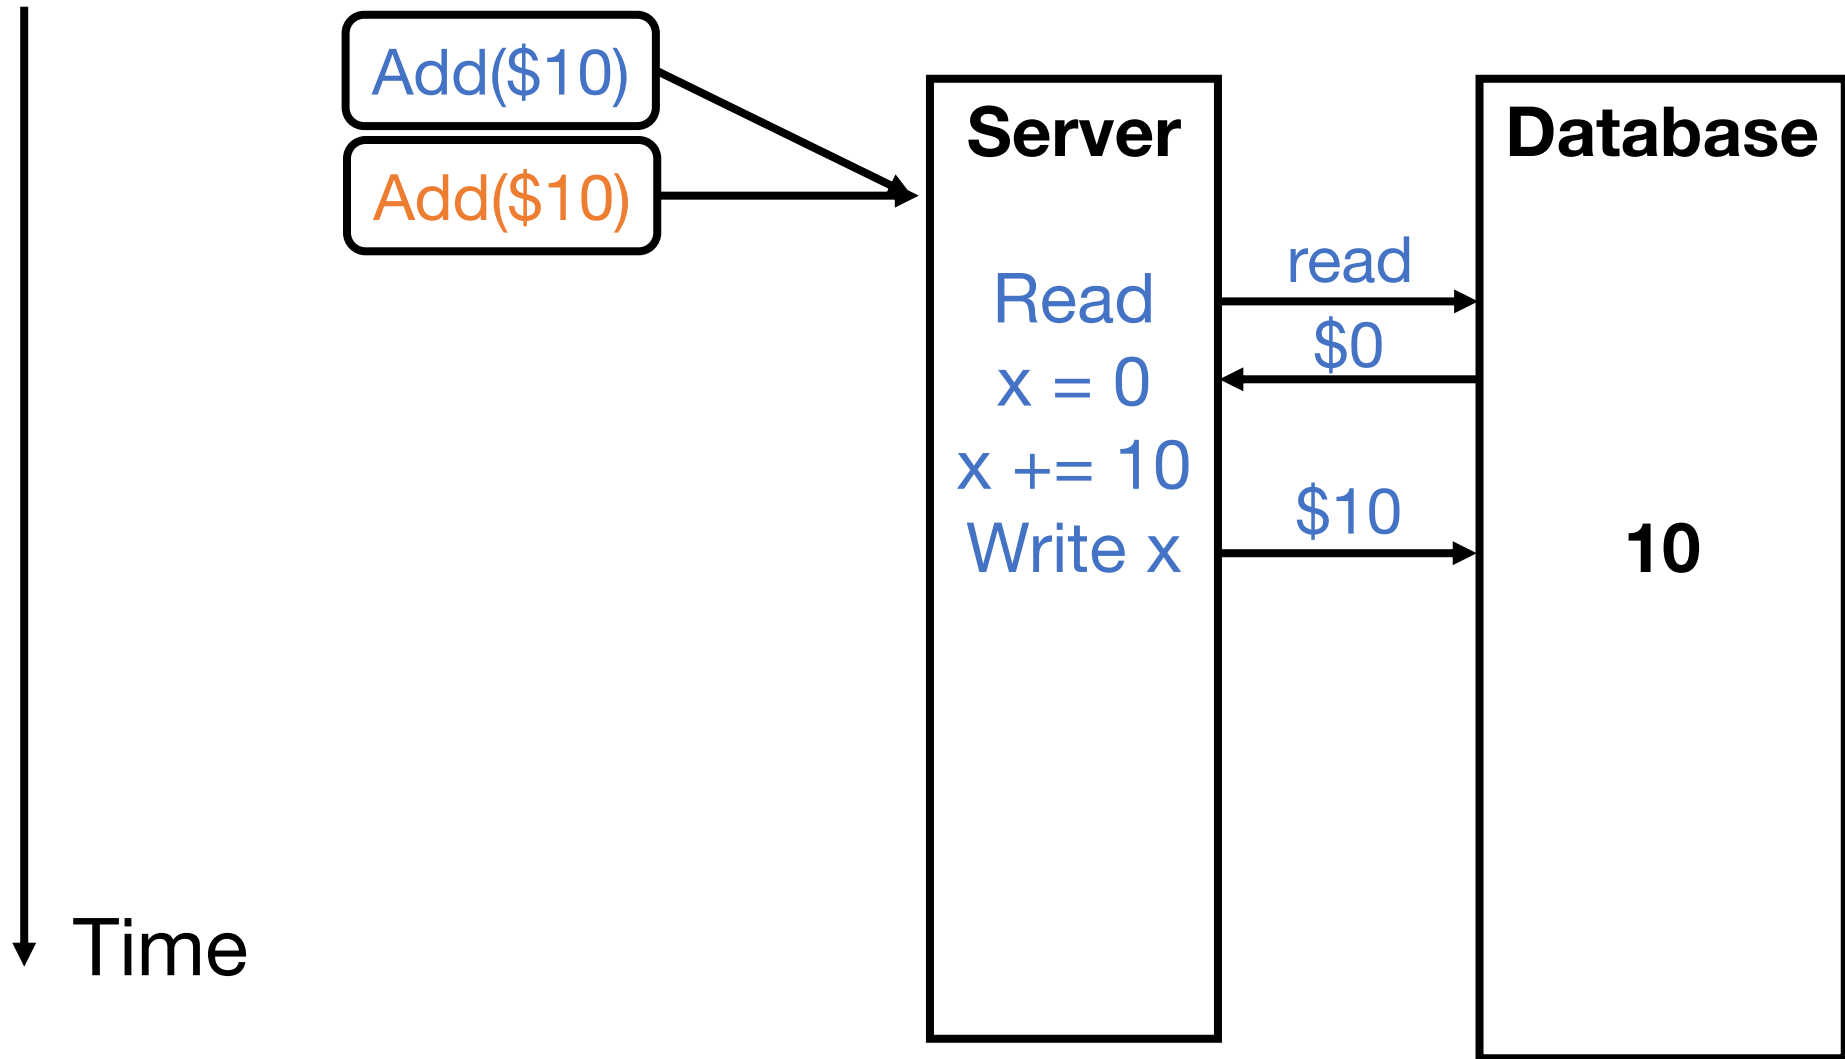 Add($10)
Add($10)
Server
Database
Read
read
x = 0
$0
x += 10
Write x
$10
10
Time